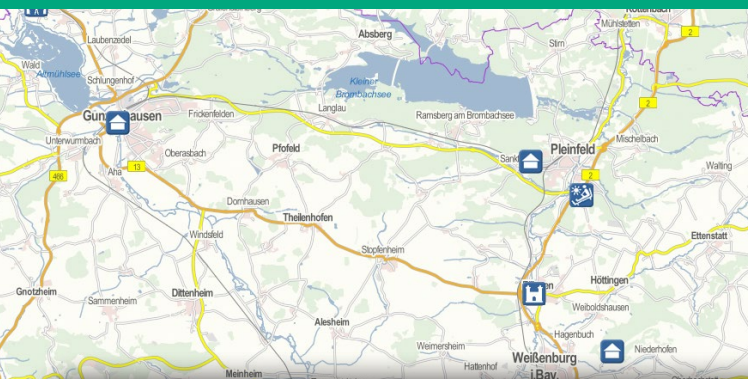 Mühlstetten
2
Laubenzedel
Absberg
Stirn
Wald
Altmühlsee
Schlungenhof
Kleiner
Brombachsee
2
Langlau
Frickenfelden
Ramsberg am Brombachsee
Unterwurmbach
Oberasbach
Pfofeld
Pleinfeld
Mischelbach
Walting
13
Aha
466
2
Dornhausen
Theilenhofen
Windsfeld
Stopfenheim
Ettenstatt
Gnotzheim
Sammenheim
Dittenheim
Höttingen
Weiboldshausen
Alesheim
Hagenbuch
Weimersheim
Niederhofen
Weißenburg
i.Bay.
Hattenhof
Meinheim